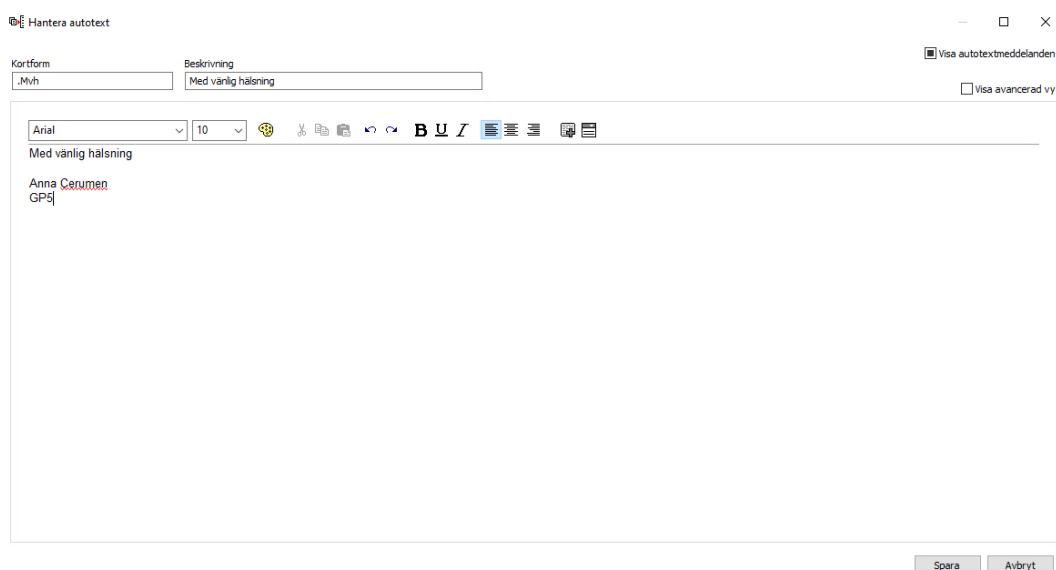 Hantera autotext
Visa autotextmeddelanden
Kortform
Beskrivning
.Mvh
Med vänlig hälsning
Visa avancerad vy
Arial
10
B U I
Med vänlig hälsning
Anna Cerumen
GP5
Spara
Avbryt